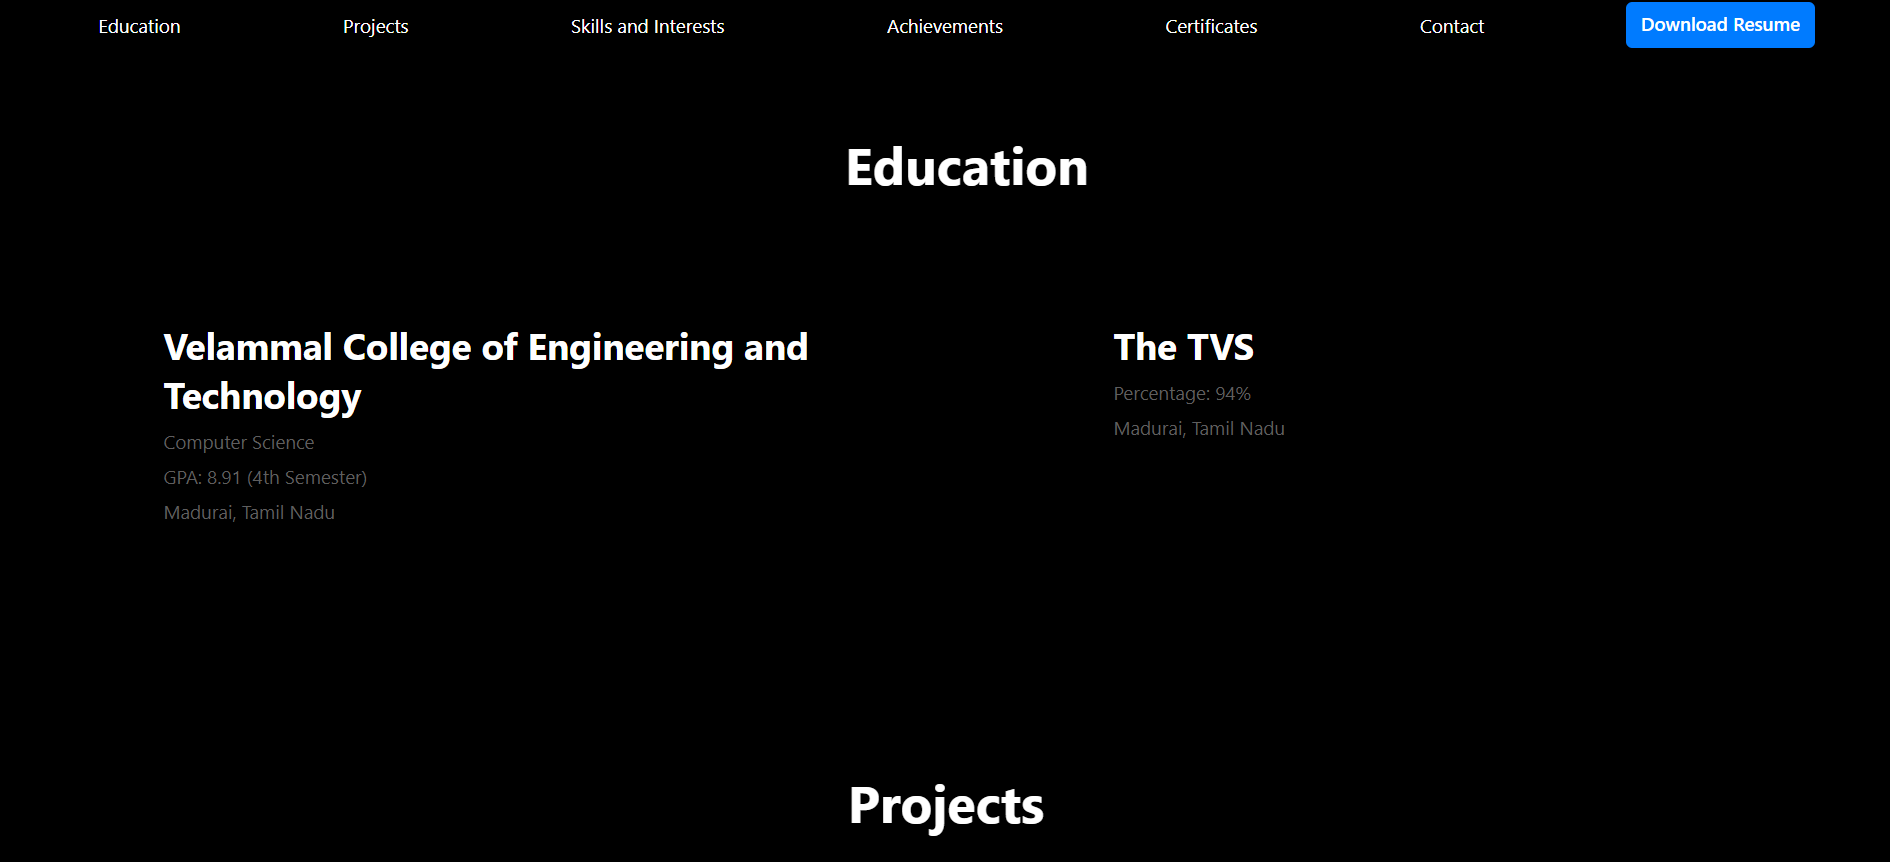 Education
Projects
Skills and Interests
Achievements
Certificates
Contact
Download Resume
Education
Velammal College of Engineering and
Technology
Computer Science
GPA: 8.91 (4th Semester)
Madurai, Tamil Nadu
The TVS
Percentage: 94%
Madurai, Tamil Nadu
Projects